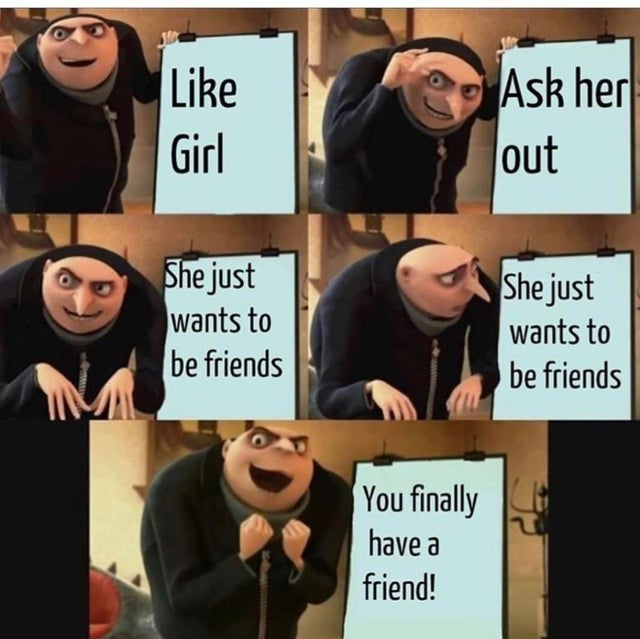 Like
Girl
Ask her
out
She just
wants to
be friends
She just
wants to
be friends
You finally
have a
friend!